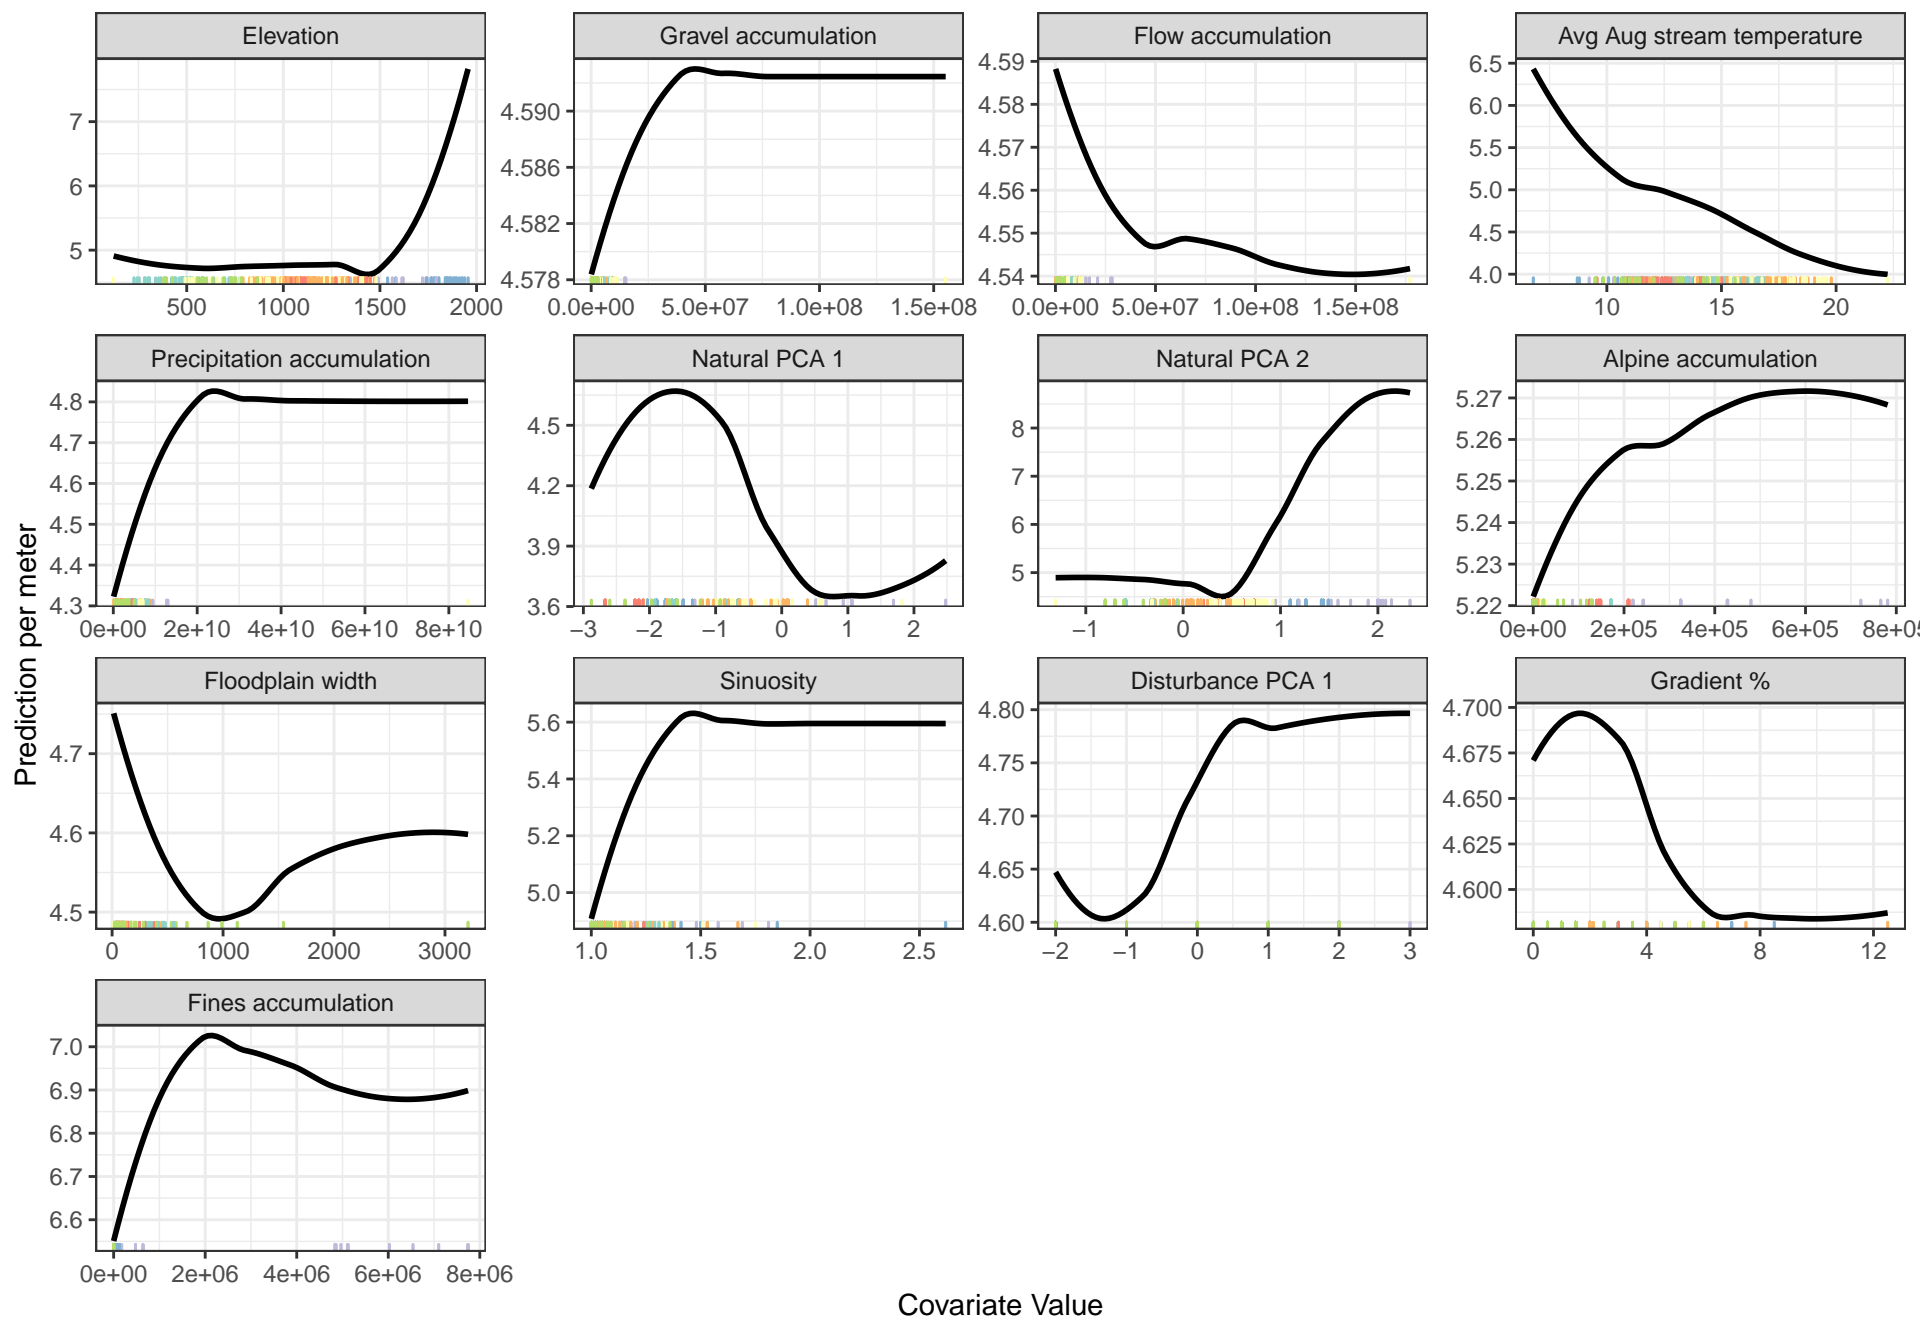 Elevation
Gravel accumulation
Flow accumulation
Avg Aug stream temperature
7
6
5
500 1000 1500 2000
4.590
4.586
4.582
4.578
0.0e+00 5.0e+07 1.0e+08 1.5e+08
4.59
4.58
4.57
4.56
4.55
4.54
0.0e+00 5.0e+07 1.0e+08 1.5e+08
6.5
6.0
5.5
5.0
4.5
4.0
10 15 20
Precipitation accumulation
Natural PCA 1
Natural PCA 2
Alpine accumulation
4.8
4.7
4.6
4.5
4.4
4.3
0e+00 2e+10 4e+10 6e+10 8e+10
4.5
4.2
3.9
3.6
−3 −2 −1 0 1 2
8
7
6
5
−1 0 1 2
5.27
5.26
5.25
5.24
5.23
5.22
0e+00 2e+05 4e+05 6e+05 8e+05
Prediction per meter
Floodplain width
Sinuosity
Disturbance PCA 1
Gradient %
4.7
4.6
4.5
0 1000 2000 3000
5.6
5.4
5.2
5.0
1.0 1.5 2.0 2.5
4.80
4.75
4.70
4.65
4.60
−2 −1 0 1 2 3
4.700
4.675
4.650
4.625
4.600
0 4 8 12
Fines accumulation
7.0
6.9
6.8
6.7
6.6
0e+00 2e+06 4e+06 6e+06 8e+06
Covariate Value